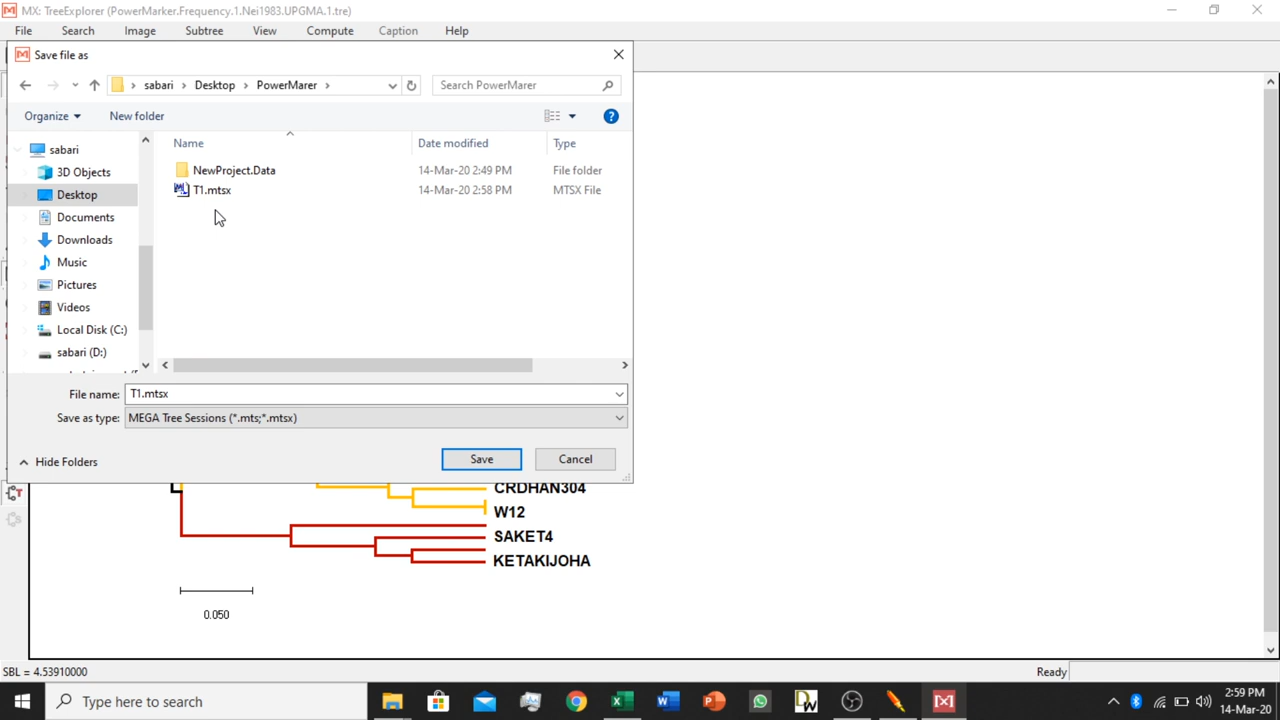 MX: TreeExplorer (PowerMarker.Frequency.1.Nei1983.UPGMA.1.tre)
File Search Image Subtree View Compute Caption Help
Save file as
sabari Desktop PowerMarer Search PowerMarer
Organize New folder
Name Date modified Type
NewProject.Data 14-Mar-20 2:49 PM File folder
T1.mtsx 14-Mar-20 2:58 PM MTSX File
sabari
3D Objects
Desktop
Documents
Downloads
Music
Pictures
Videos
Local Disk (C:)
sabari (D:)
File name: T1.mtsx
Save as type: MEGA Tree Sessions (*.mts;*.mtsx)
Hide Folders Save Cancel
CRDHAN304
W12
SAKET4
KETAKIJOHA
0.050
SBL = 4.53910000 Ready
Type here to search
2:59 PM
14-Mar-20